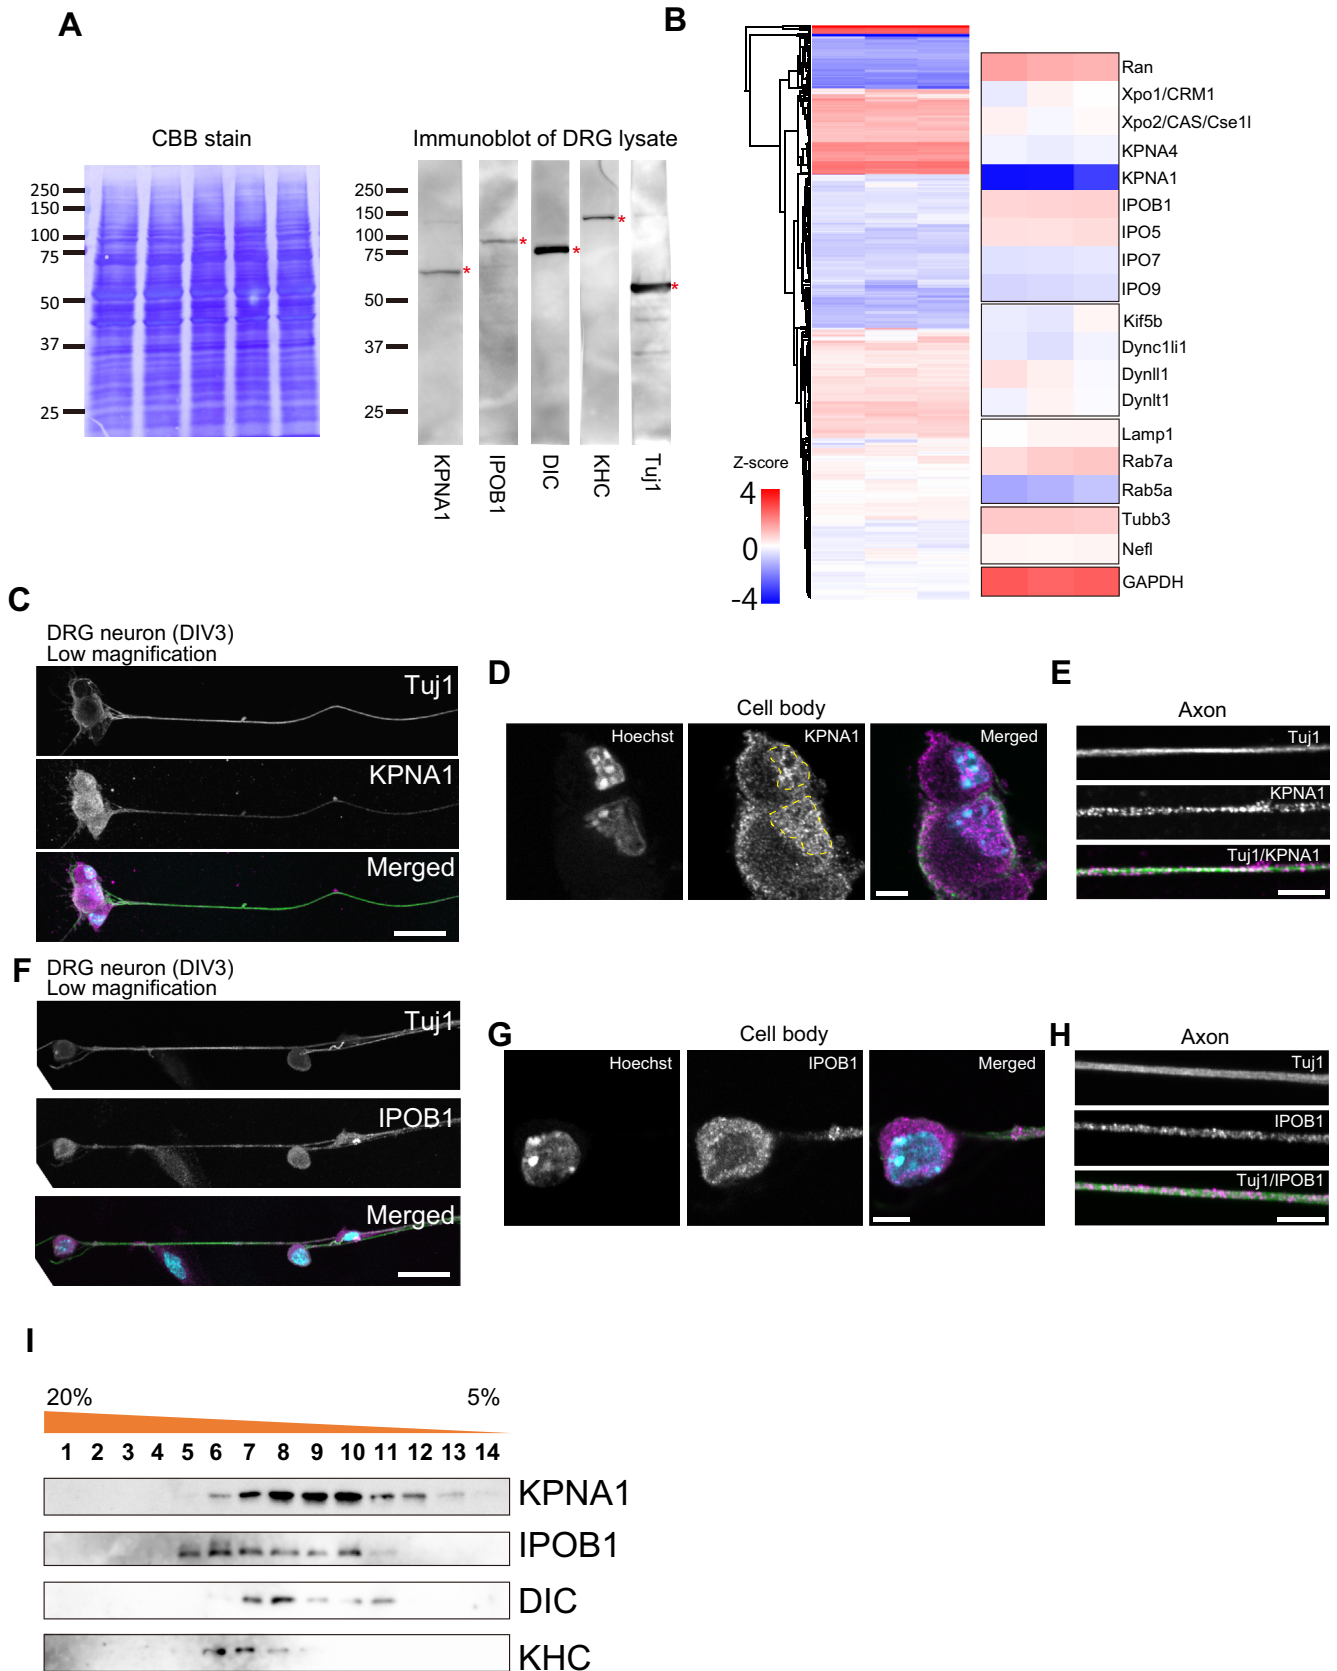 A
CBB stain
250
150
100
75
50
37
25
Immunoblot of DRG lysate
250
150
100
75
50
37
25
*
*
*
*
*
KPNA1
IPOB1
DIC
KHC
Tuj1
B
Z-score
4
0
-4
Ran
Xpo1/CRM1
Xpo2/CAS/Cse1l
KPNA4
KPNA1
IPOB1
IPO5
IPO7
IPO9
Kif5b
Dync1li1
Dynll1
Dynlt1
Lamp1
Rab7a
Rab5a
Tubb3
Nefl
GAPDH
C
DRG neuron (DIV3)
Low magnification
Tuj1
KPNA1
Merged
D
Cell body
Hoechst
KPNA1
Merged
E
Axon
Tuj1
KPNA1
Tuj1/KPNA1
F
DRG neuron (DIV3)
Low magnification
Tuj1
IPOB1
Merged
G
Cell body
Hoechst
IPOB1
Merged
H
Axon
Tuj1
IPOB1
Tuj1/IPOB1
I
20% 5%
1 2 3 4 5 6 7 8 9 10 11 12 13 14
KPNA1
IPOB1
DIC
KHC